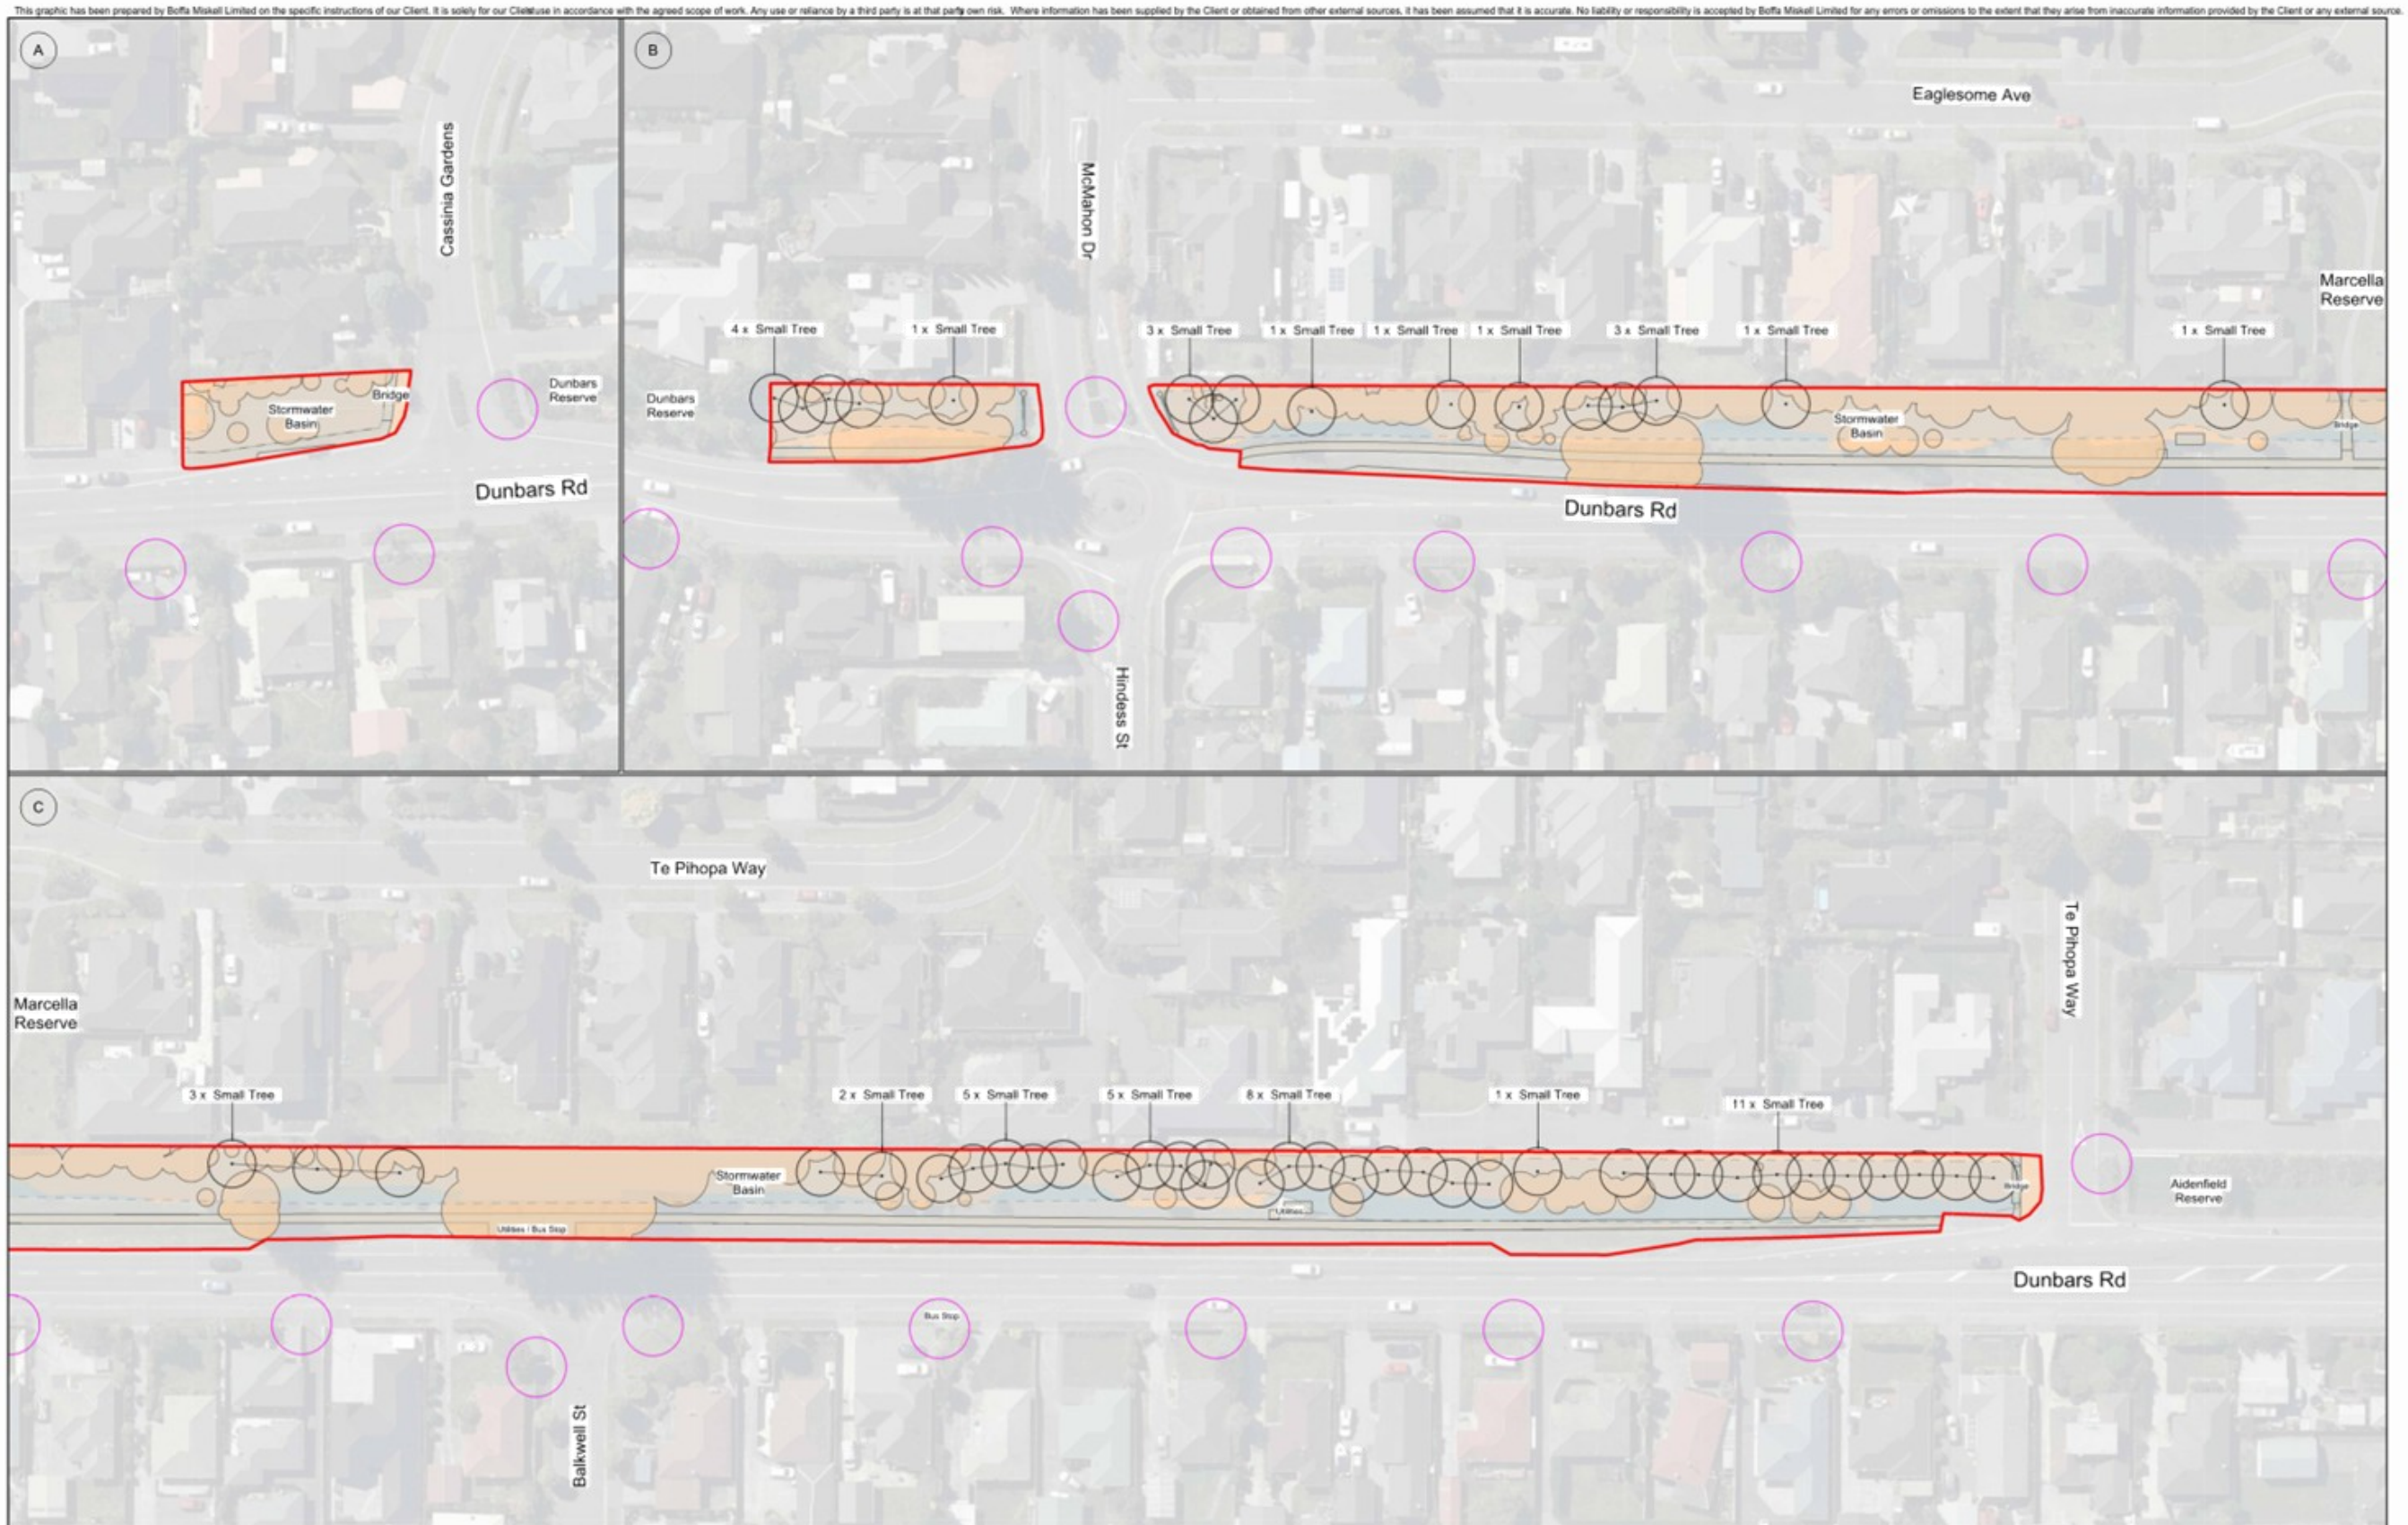 This graphic has been prepared by Boffa Miskell Limited on the specific instructions of our Client. It is solely for our Client's use in accordance with the agreed scope of work. Any use or reliance by a third party is at that party's own risk. Where information has been supplied by the Client or obtained from other external sources, it has been assumed that it is accurate. No liability or responsibility is accepted by Boffa Miskell Limited for any errors or omissions to the extent that they arise from inaccurate information provided by the Client or any external source.
A
Cassinia Gardens
Dunbars
Reserve
Bridge
Stormwater
Basin
Dunbars Rd
B
Eaglesome Ave
McMahon Dr
Marcella
Reserve
4 x Small Tree
1 x Small Tree
3 x Small Tree
1 x Small Tree
1 x Small Tree
1 x Small Tree
3 x Small Tree
1 x Small Tree
1 x Small Tree
Dunbars
Reserve
Stormwater
Basin
Bridge
Dunbars Rd
Hindess St
C
Te Pihopa Way
Te Pihopa Way
Marcella
Reserve
3 x Small Tree
2 x Small Tree
5 x Small Tree
5 x Small Tree
8 x Small Tree
1 x Small Tree
11 x Small Tree
Stormwater
Basin
Bridge
Aidenfield
Reserve
Utilities
Utilities / Bus Stop
Dunbars Rd
Bus Stop
Balkwell St